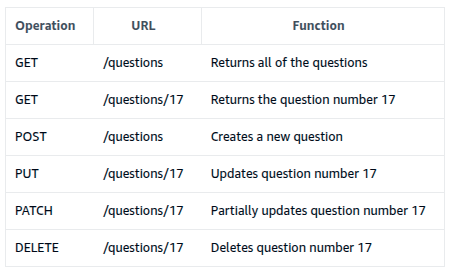 Operation URL Function
GET /questions Returns all of the questions
GET /questions/17 Returns the question number 17
POST /questions Creates a new question
PUT /questions/17 Updates question number 17
PATCH /questions/17 Partially updates question number 17
DELETE /questions/17 Deletes question number 17